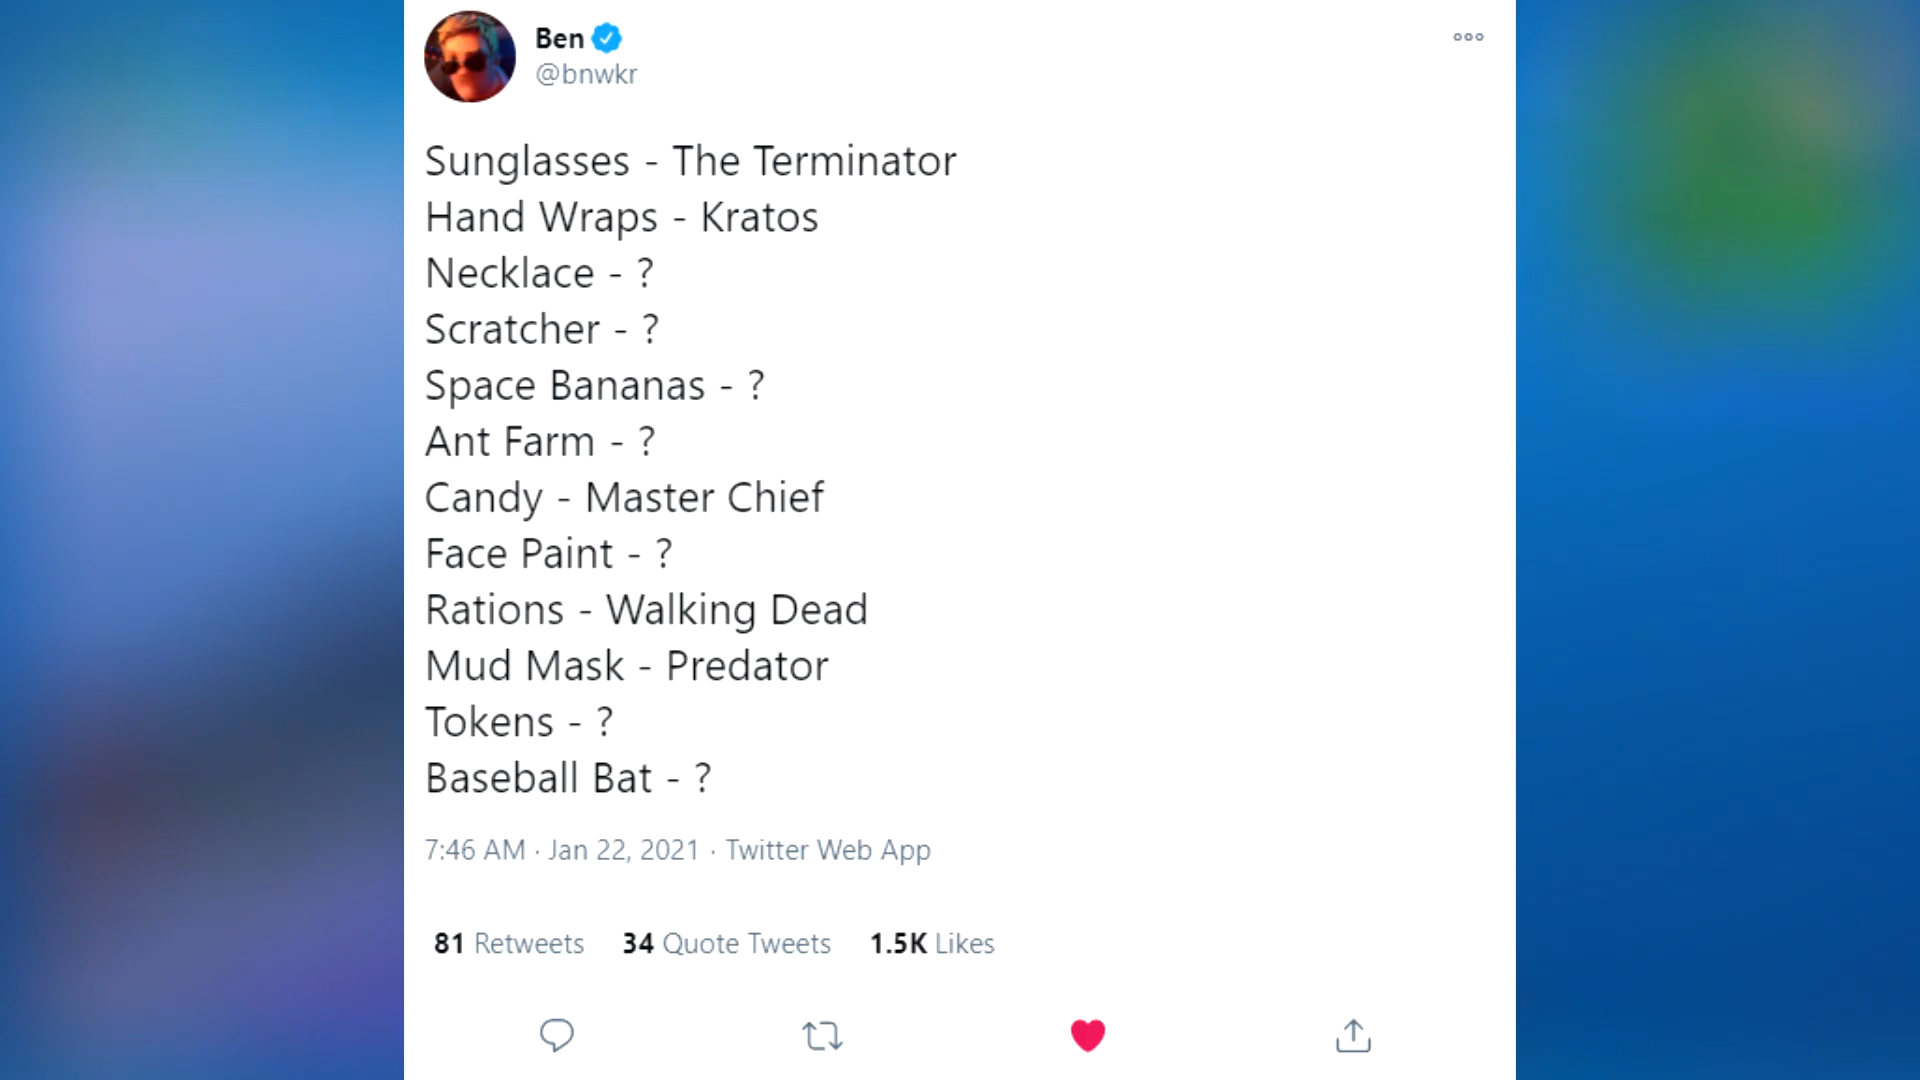 Ben
@bnwkr
Sunglasses - The Terminator
Hand Wraps - Kratos
Necklace - ?
Scratcher - ?
Space Bananas - ?
Ant Farm - ?
Candy - Master Chief
Face Paint - ?
Rations - Walking Dead
Mud Mask - Predator
Tokens - ?
Baseball Bat - ?
7:46 AM · Jan 22, 2021 · Twitter Web App
81 Retweets 34 Quote Tweets 1.5K Likes